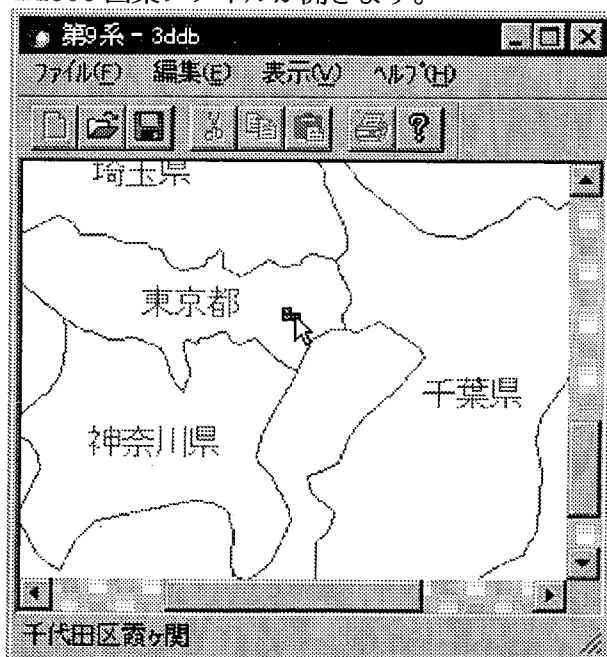 第9系 - 3ddb
ファイル(F) 編集(E) 表示(V) ヘルプ(H)
埼玉県
東京都
千葉県
神奈川県
千代田区霞ヶ関